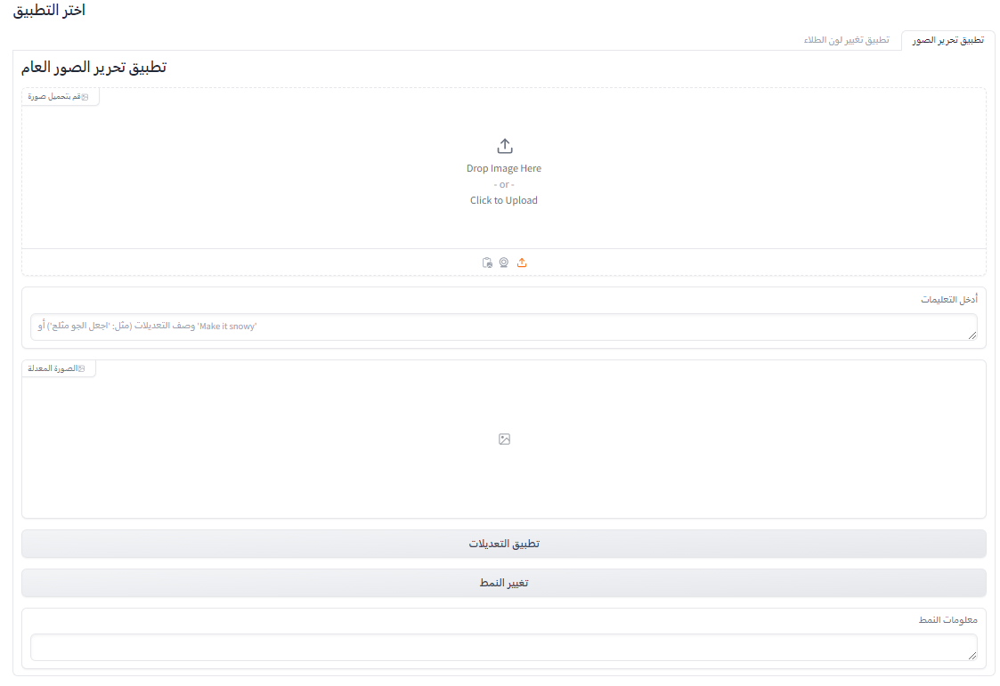 اختر التطبيق
تطبيق تحرير الصور
تطبيق تغيير لون الطلاء
تطبيق تحرير الصور العام
قم بتحميل صورة
Drop Image Here
- or -
Click to Upload
أدخل التعليمات
وصف التعديلات (مثل: 'اجعل الجو مثلج') أو 'Make it snowy'
الصورة المعدلة
تطبيق التعديلات
تغيير النمط
معلومات النمط